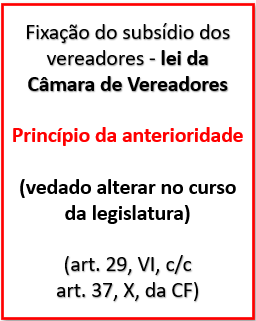 Fixação do subsídio dos
vereadores - lei da
Câmara de Vereadores
Princípio da anterioridade
(vedado alterar no curso
da legislatura)
(art. 29, VI, c/c
art. 37, X, da CF)